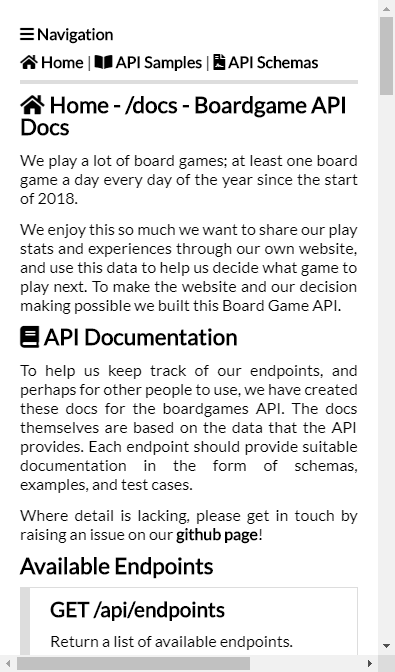 Navigation
Home | API Samples | API Schemas
Home - /docs - Boardgame API
Docs
We play a lot of board games; at least one board
game a day every day of the year since the start
of 2018.
We enjoy this so much we want to share our play
stats and experiences through our own website,
and use this data to help us decide what game to
play next. To make the website and our decision
making possible we built this Board Game API.
API Documentation
To help us keep track of our endpoints, and
perhaps for other people to use, we have created
these docs for the boardgames API. The docs
themselves are based on the data that the API
provides. Each endpoint should provide suitable
documentation in the form of schemas,
examples, and test cases.
Where detail is lacking, please get in touch by
raising an issue on our github page!
Available Endpoints
GET /api/endpoints
Return a list of available endpoints.